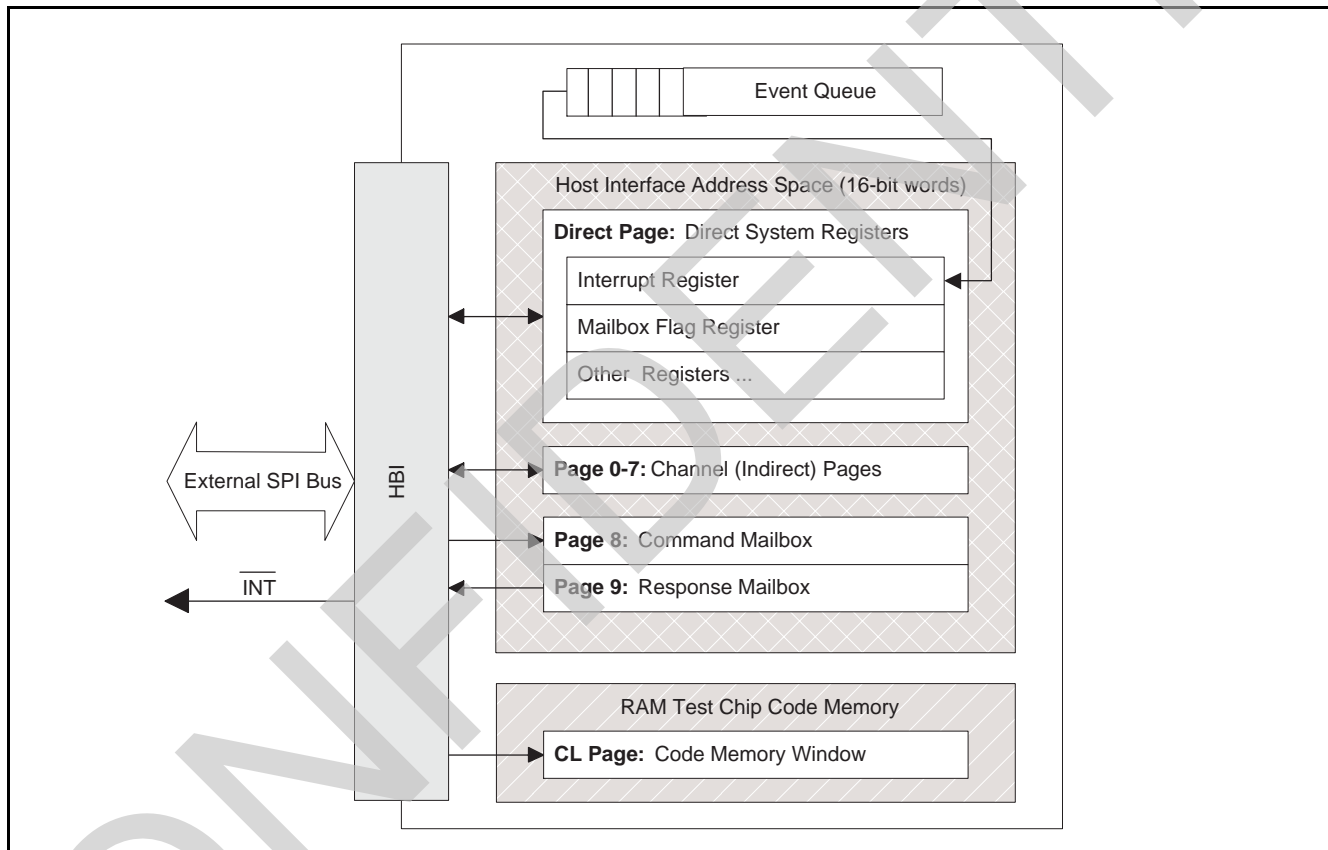 Event Queue
Host Interface Address Space (16-bit words)
Direct Page: Direct System Registers
Interrupt Register
Mailbox Flag Register
Other Registers ...
External SPI Bus
HBI
Page 0-7: Channel (Indirect) Pages
Page 8: Command Mailbox
Page 9: Response Mailbox
INT
RAM Test Chip Code Memory
CL Page: Code Memory Window
ONFIDENT